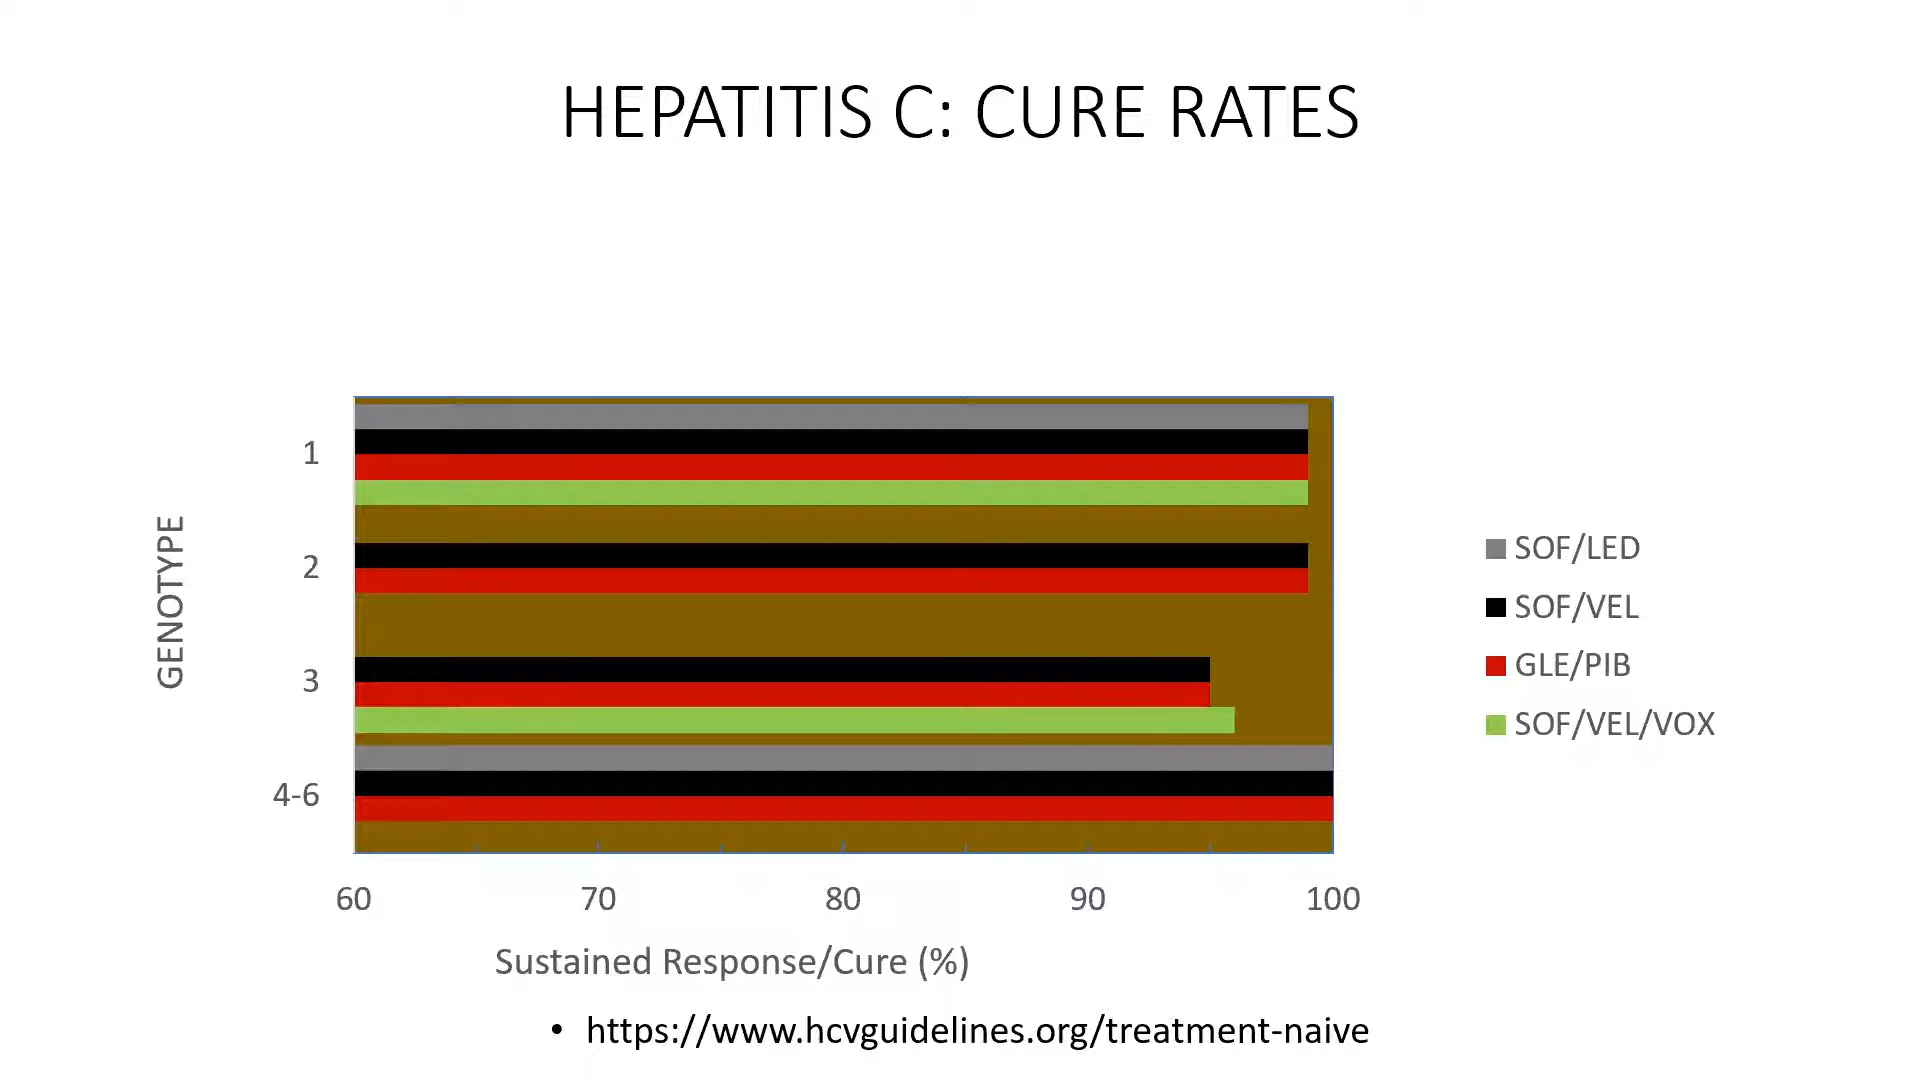 HEPATITIS C: CURE RATES
GENOTYPE
1
2
3
4-6
60 70 80 90 100
Sustained Response/Cure (%)
SOF/LED
SOF/VEL
GLE/PIB
SOF/VEL/VOX
• https://www.hcvguidelines.org/treatment-naive